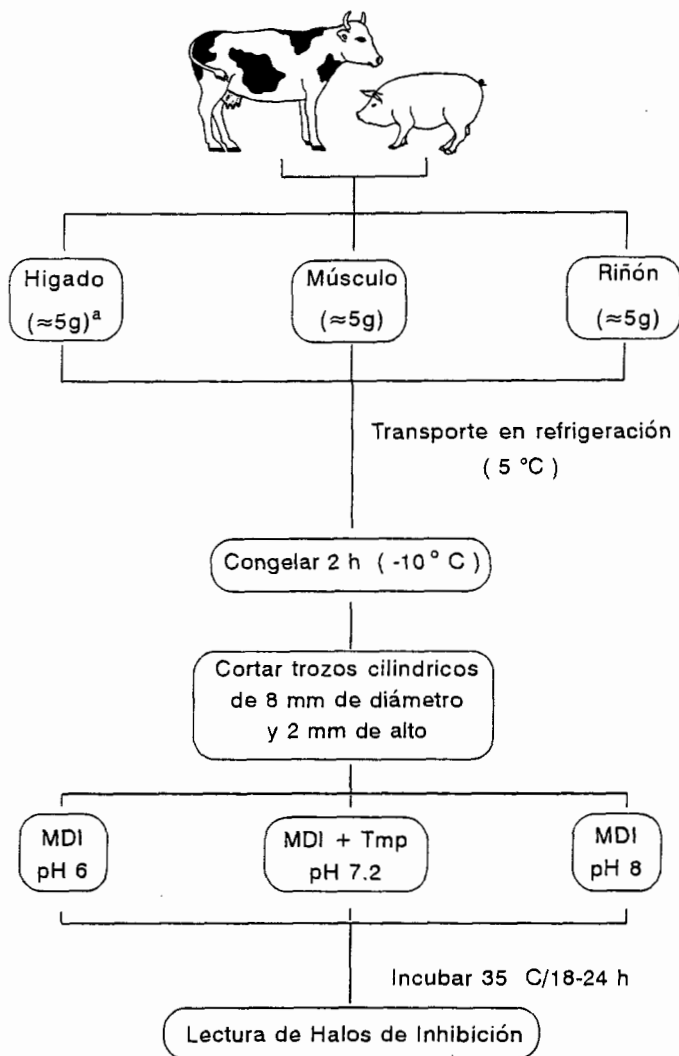 Higado
(≈5g)ª
Músculo
(≈5g)
Riñón
(≈5g)
Transporte en refrigeración
( 5 °C )
Congelar 2 h ( -10° C )
Cortar trozos cilindricos
de 8 mm de diámetro
y 2 mm de alto
MDI
pH 6
MDI + Tmp
pH 7.2
MDI
pH 8
Incubar 35 C/18-24 h
Lectura de Halos de Inhibición